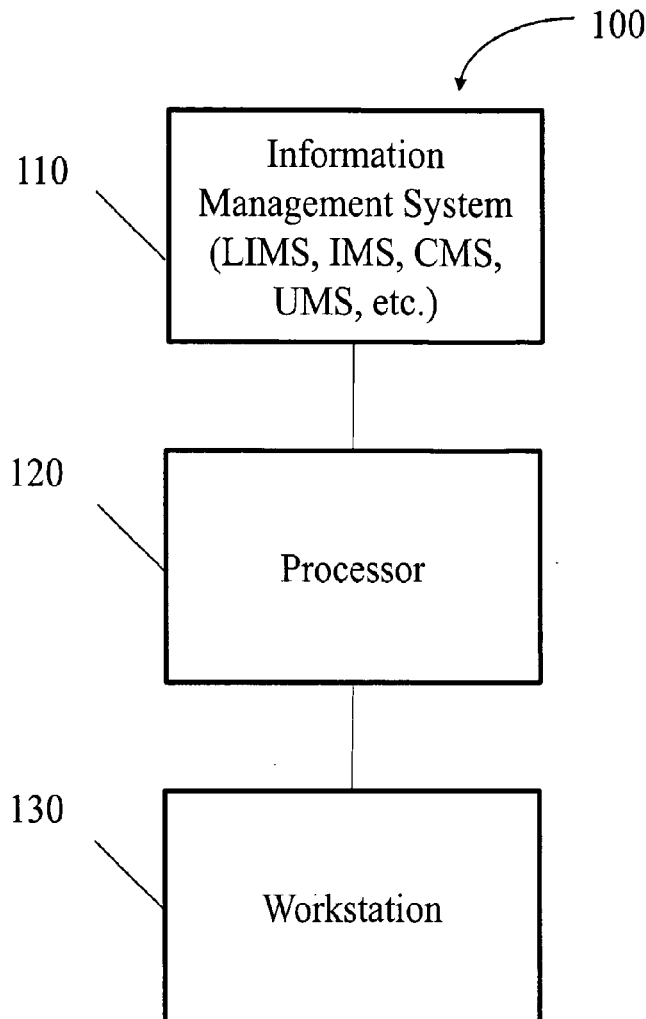 100
110
Information
Management System
(LIMS, IMS, CMS,
UMS, etc.)
120
Processor
130
Workstation